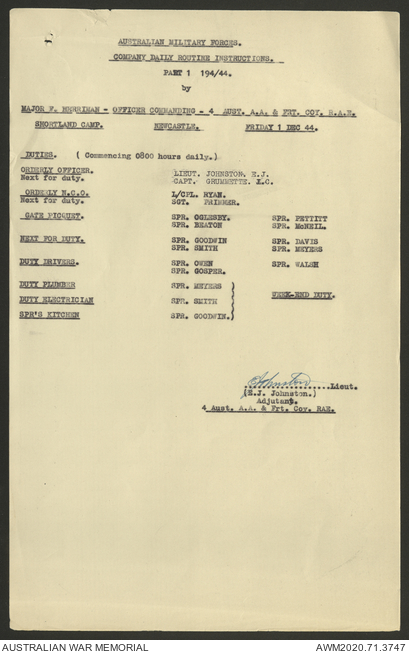 AUSTRALIAN MILITARY FORCES.
COMPANY DAILY ROUTINE INSTRUCTIONS.
PART 1 194/44.
by
MAJOR F. MERRIMAN - OFFICER COMMANDING - 4 AUST. A.A. & FRT. COY. R.A.E.
SHORTLAND CAMP. NEWCASTLE. FRIDAY 1 DEC 44.
DUTIES. ( Commencing 0800 hours daily.)
ORDERLY OFFICER. LIEUT. JOHNSTON. E.J.
Next for duty. CAPT. GRUMMETTE. L.C.
ORDERLY N.C.O. L/CPL. RYAN.
Next for duty. SGT. PRIMMER.
GATE PICQUET. SPR. OGLESBY. SPR. PETTITT
SPR. BEATON SPR. McNEIL.
NEXT FOR DUTY. SPR. GOODWIN SPR. DAVIS
SPR. SMITH SPR. MEYERS
DUTY DRIVERS. SPR. OWEN SPR. WALSH
SPR. GOSPER.
DUTY PLUMBER SPR. MEYERS
WEEK-END DUTY.
DUTY ELECTRICIAN SPR. SMITH
SPR'S KITCHEN SPR. GOODWIN.
Johnston Lieut.
(E.J. Johnston.)
Adjutant.
4 Aust. A.A. & Frt. Coy. RAE.
AUSTRALIAN WAR MEMORIAL AWM2020.71.3747